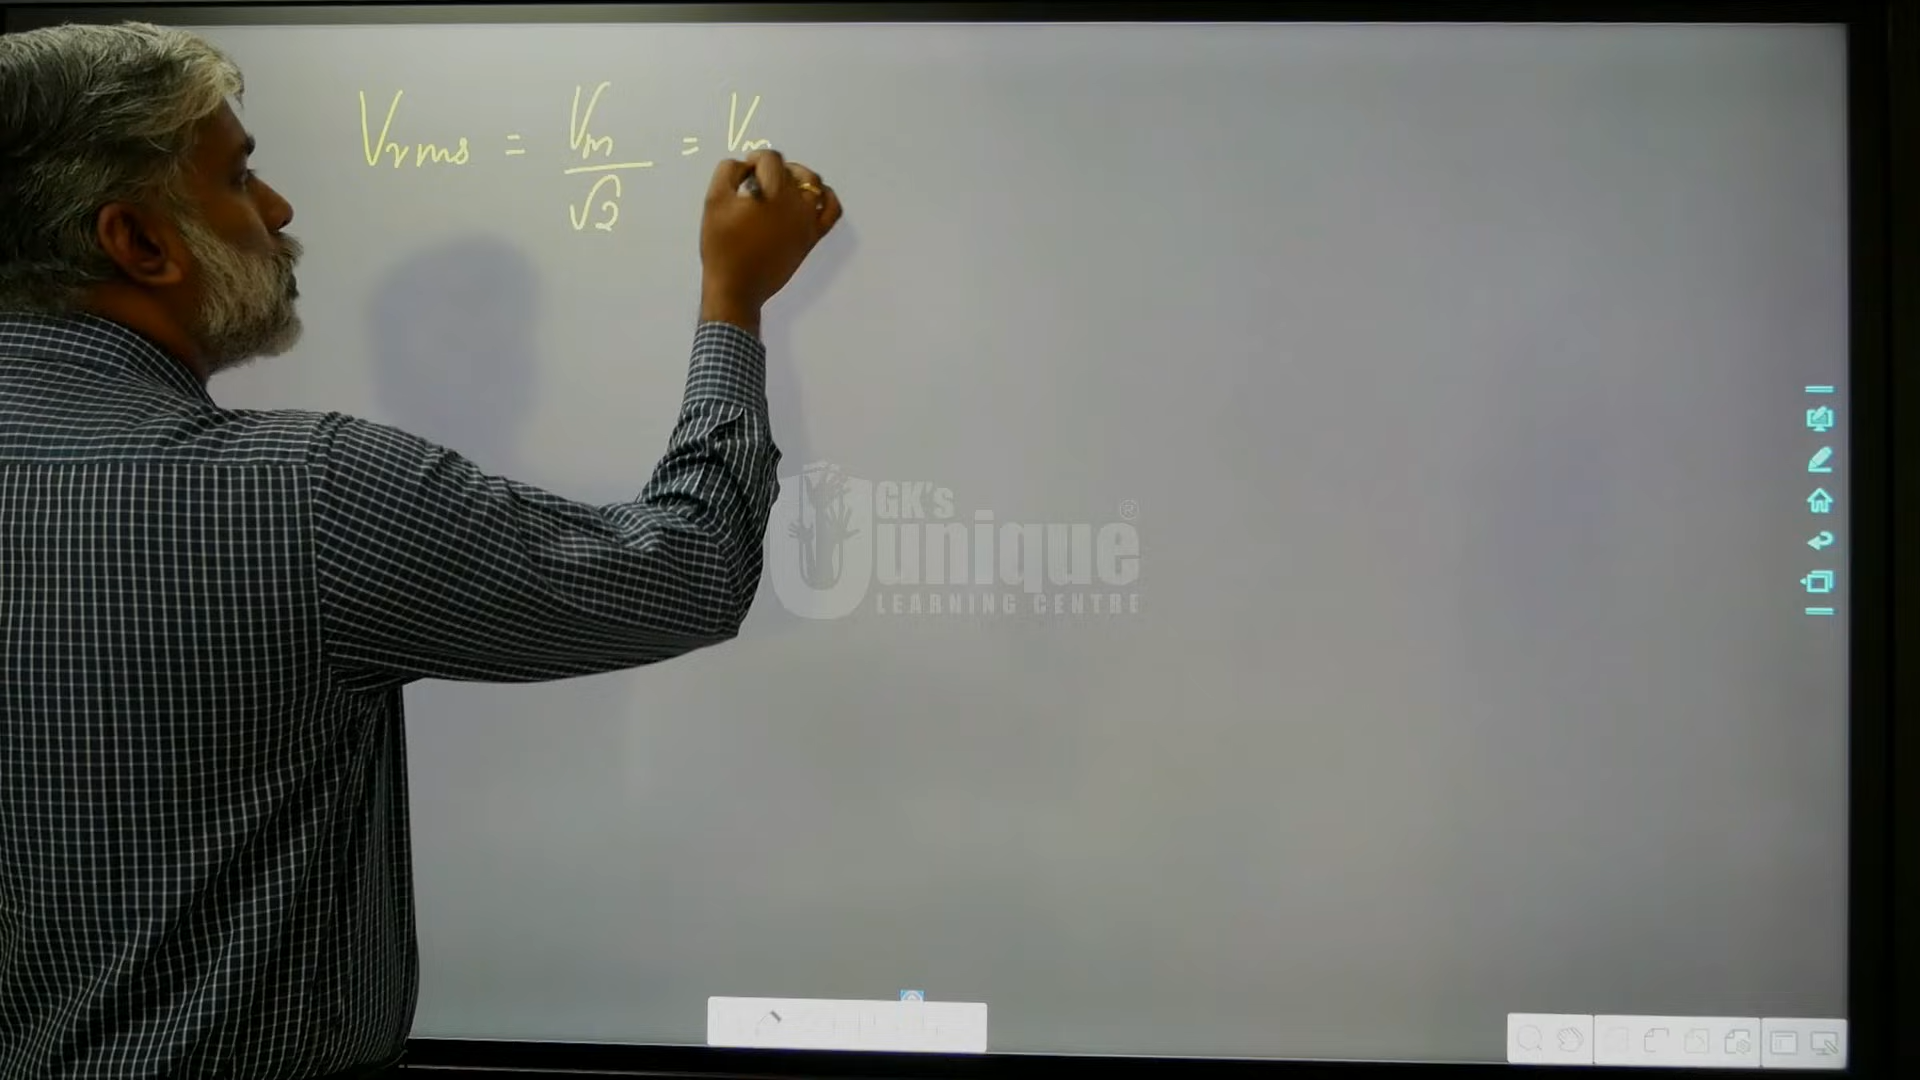 Vrms = Vm/√2 = Vm
GK's
unique®
LEARNING CENTRE